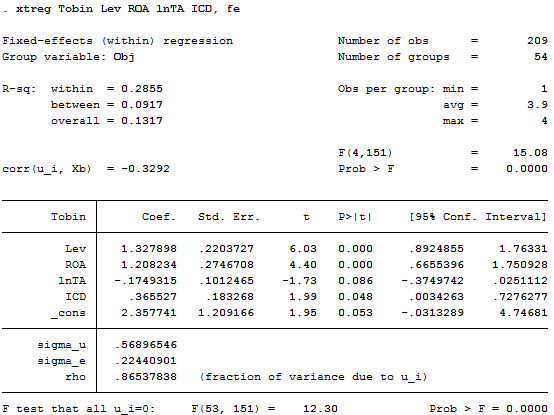 . xtreg Tobin Lev ROA lnTA ICD, fe
Fixed-effects (within) regression Number of obs = 209
Group variable: Obj Number of groups = 54
R-sq: within = 0.2855 Obs per group: min = 1
between = 0.0917 avg = 3.9
overall = 0.1317 max = 4
F(4,151) = 15.08
corr(u_i, Xb) = -0.3292 Prob > F = 0.0000
Tobin Coef. Std. Err. t P>|t| [95% Conf. Interval]
Lev 1.327898 .2203727 6.03 0.000 .8924855 1.76331
ROA 1.208234 .2746708 4.40 0.000 .6655396 1.750928
lnTA -.1749315 .1012465 -1.73 0.086 -.3749742 .0251112
ICD .365527 .183268 1.99 0.048 .0034263 .7276277
_cons 2.357741 1.209166 1.95 0.053 -.0313289 4.74681
sigma_u .56896546
sigma_e .22440901
rho .86537838 (fraction of variance due to u_i)
F test that all u_i=0: F(53, 151) = 12.30 Prob > F = 0.0000